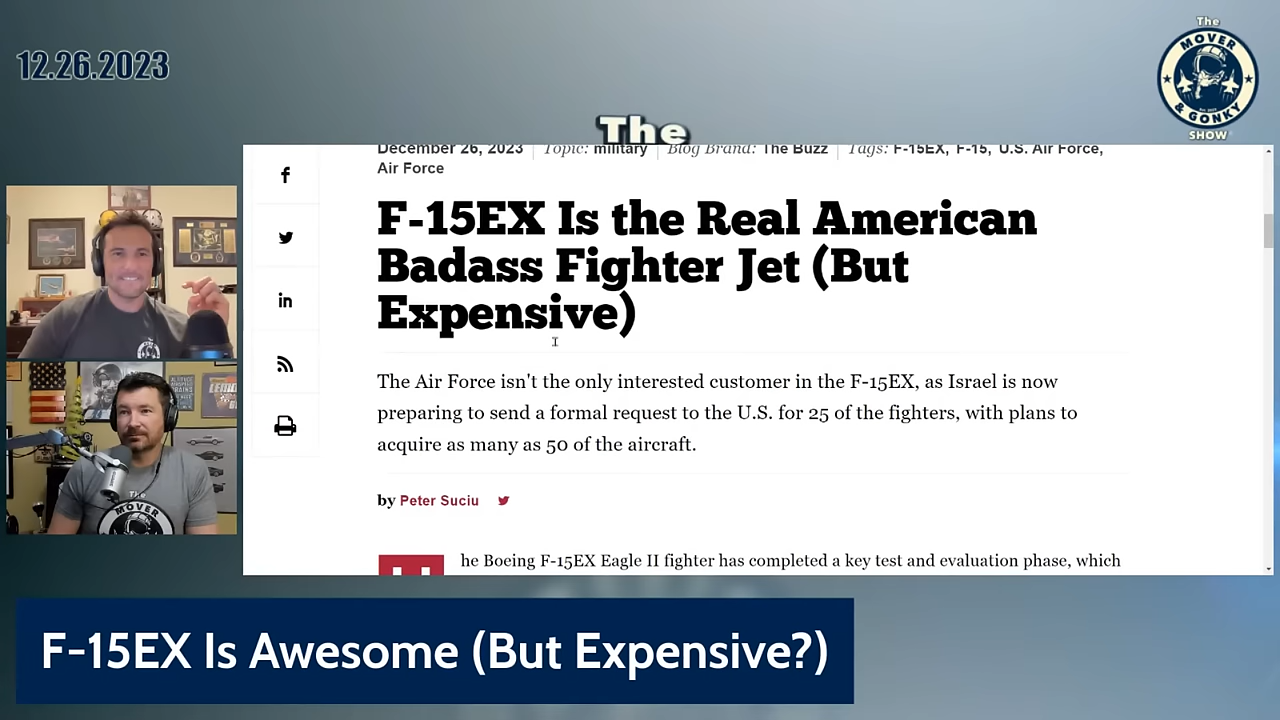 12.26.2023
The
MOVER
& GONKY
SHOW
The
December 26, 2023 | Topic: military | Blog Brand: The Buzz | Tags: F-15EX, F-15, U.S. Air Force,
Air Force
F-15EX Is the Real American
Badass Fighter Jet (But
Expensive)
The Air Force isn't the only interested customer in the F-15EX, as Israel is now
preparing to send a formal request to the U.S. for 25 of the fighters, with plans to
acquire as many as 50 of the aircraft.
by Peter Suciu
he Boeing F-15EX Eagle II fighter has completed a key test and evaluation phase, which
The
MOVER
F-15EX Is Awesome (But Expensive?)